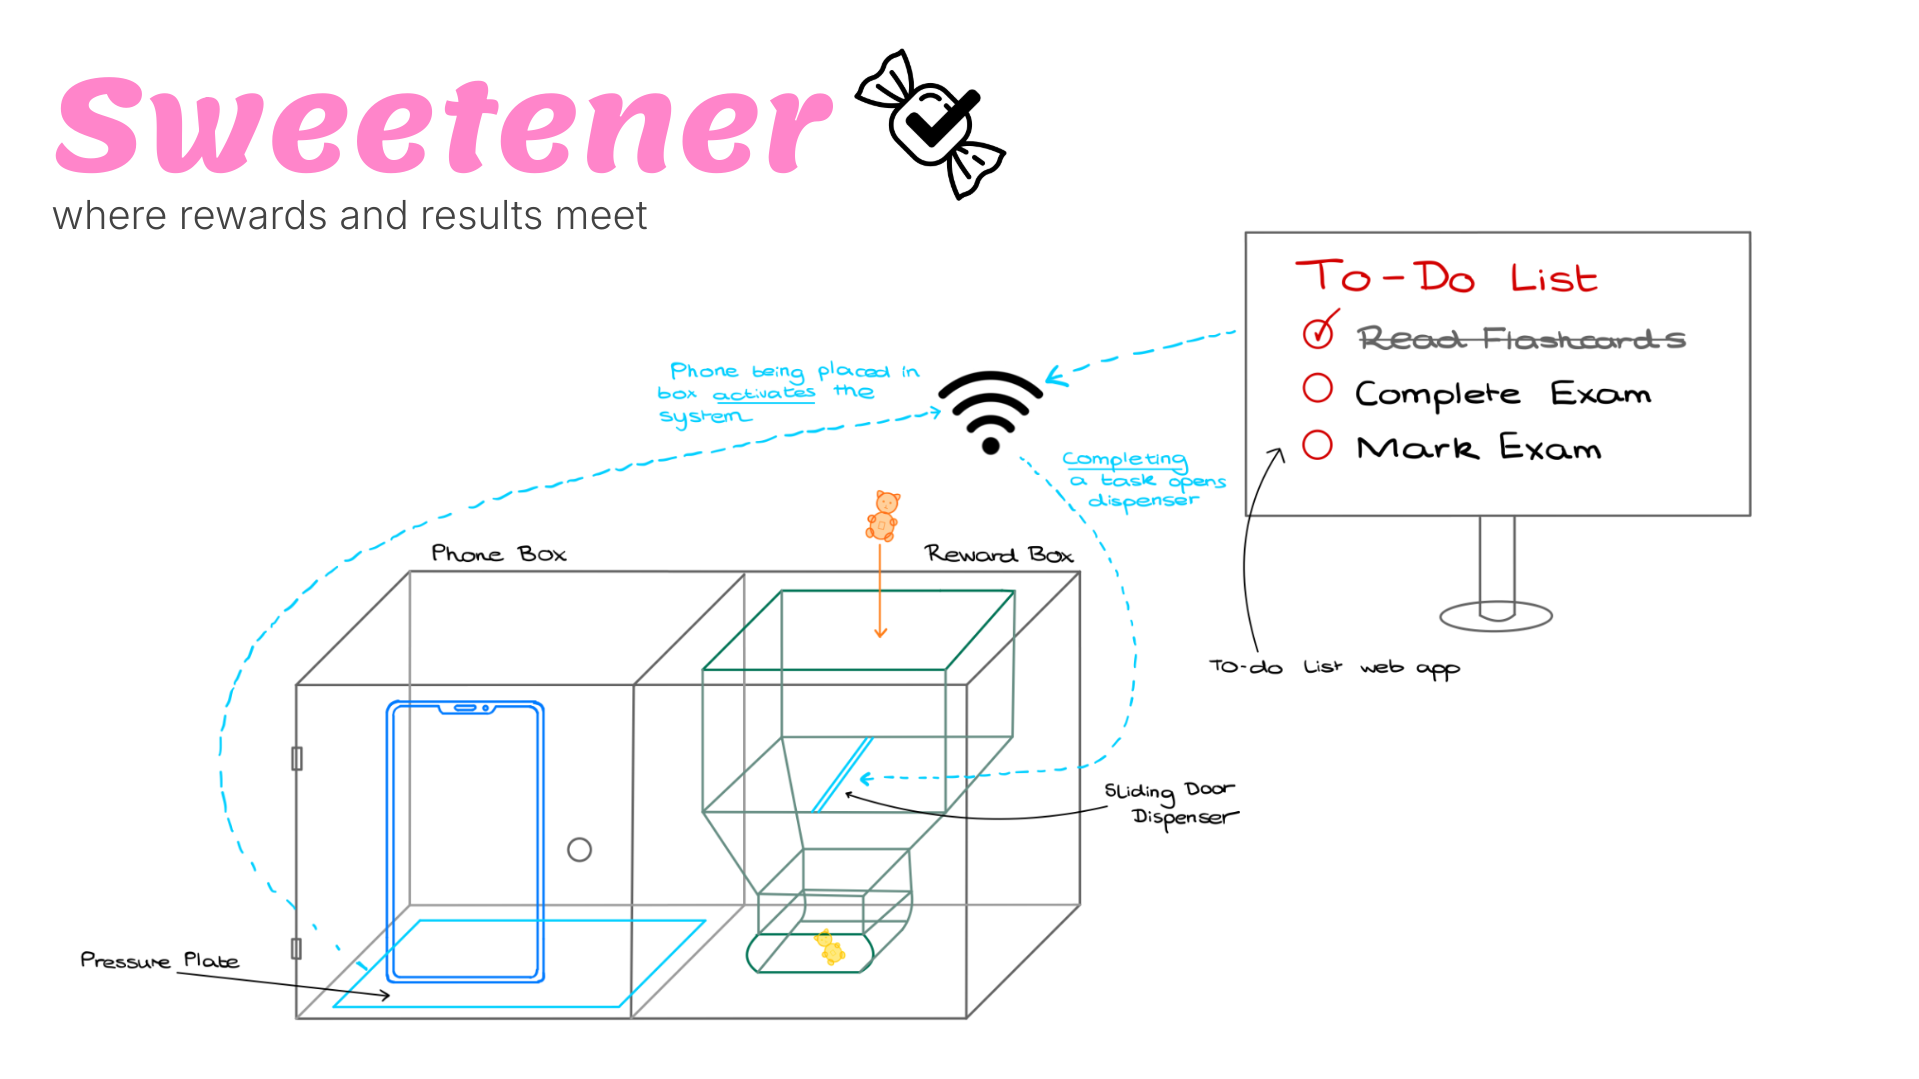 Sweetener
where rewards and results meet
To-Do List
Read Flashcards
Complete Exam
Mark Exam
Phone being placed in
box activates the
system
Completing
a task opens
dispenser
Phone Box
Reward Box
To-do List web app
Sliding Door
Dispenser
Pressure Plate